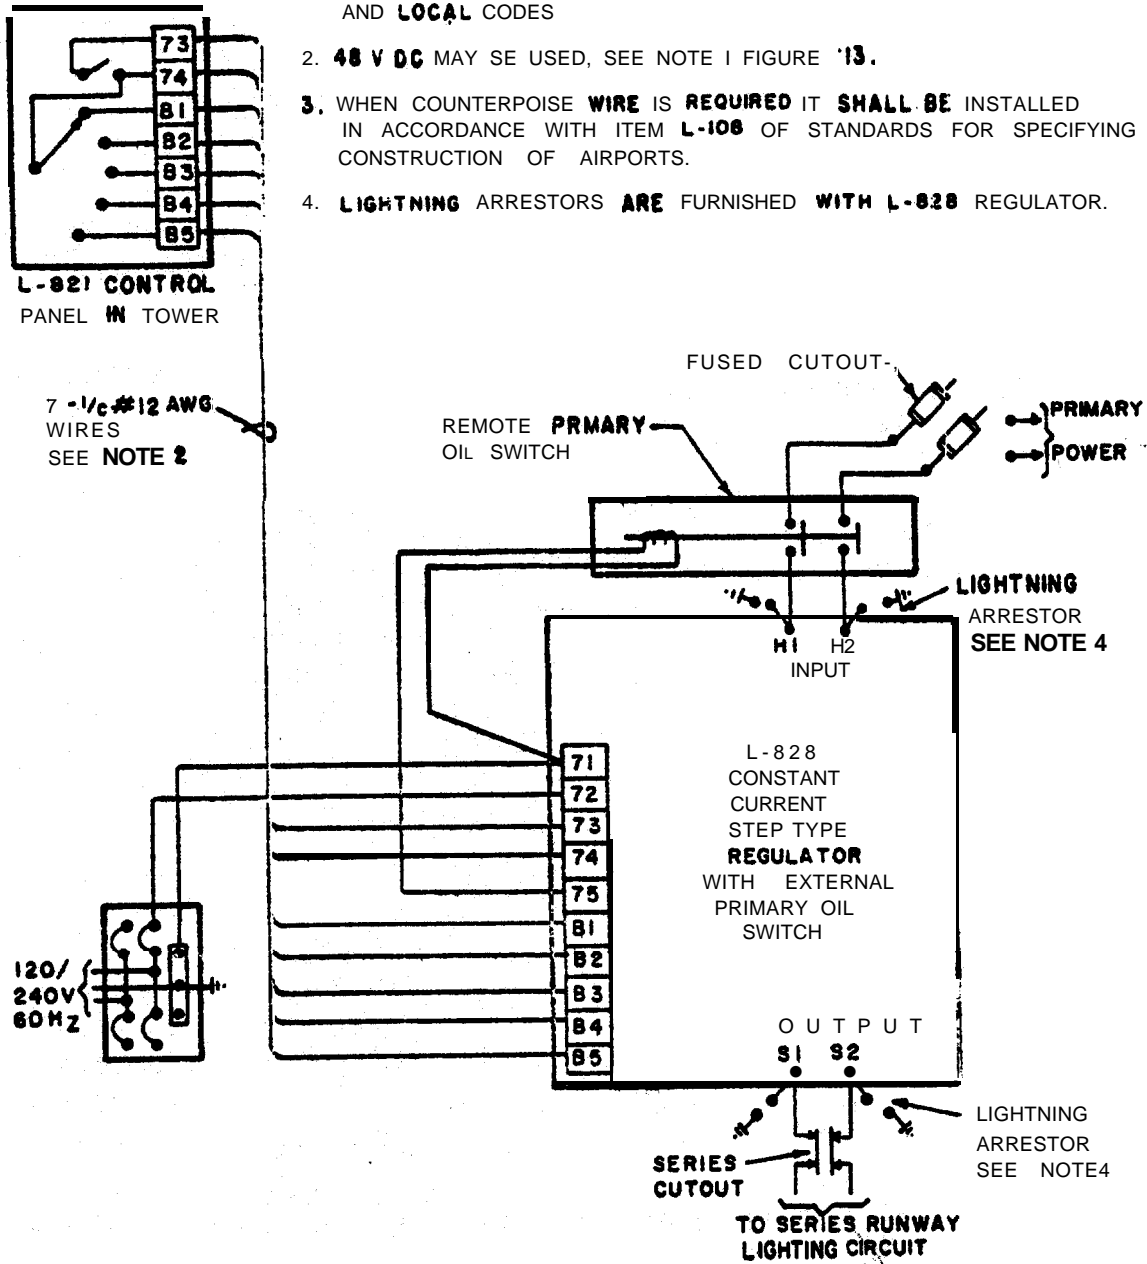 AND LOCAL CODES
2. 48 V DC MAY SE USED, SEE NOTE I FIGURE '13.
3. WHEN COUNTERPOISE WIRE IS REQUIRED IT SHALL BE INSTALLED
IN ACCORDANCE WITH ITEM L-108 OF STANDARDS FOR SPECIFYING
CONSTRUCTION OF AIRPORTS.
4. LIGHTNING ARRESTORS ARE FURNISHED WITH L-828 REGULATOR.
73
74
B1
B2
B3
B4
B5
L-821 CONTROL
PANEL IN TOWER
7 -1/c #12 AWG
WIRES
SEE NOTE 2
FUSED CUTOUT-
REMOTE PRMARY
OIL SWITCH
PRIMARY
POWER
LIGHTNING
ARRESTOR
SEE NOTE 4
H1 H2
INPUT
71
72
73
74
75
B1
B2
B3
B4
B5
L-828
CONSTANT
CURRENT
STEP TYPE
REGULATOR
WITH EXTERNAL
PRIMARY OIL
SWITCH
120/
240V
60HZ
OUTPUT
S1 S2
LIGHTNING
ARRESTOR
SEE NOTE4
SERIES
CUTOUT
TO SERIES RUNWAY
LIGHTING CIRCUIT